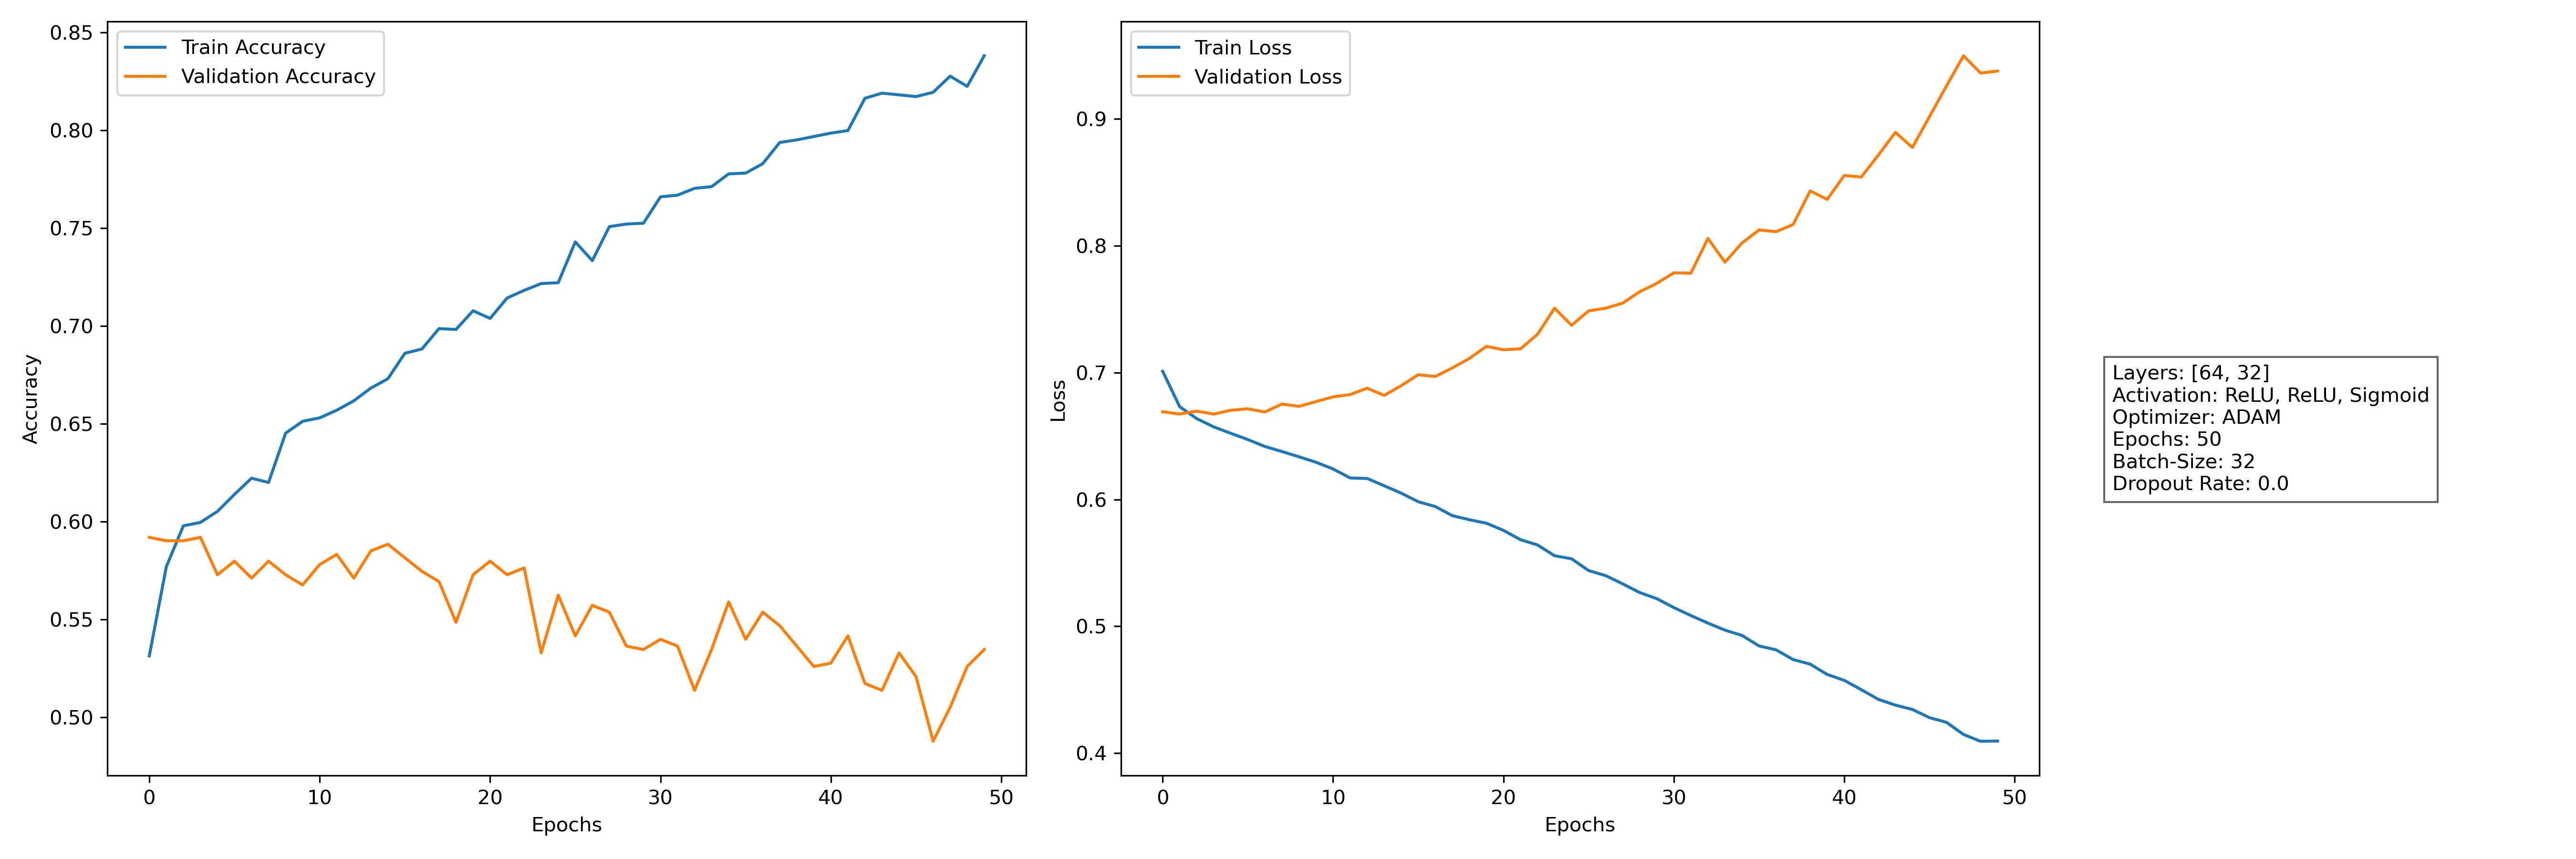 Train Accuracy
Validation Accuracy
0.85
0.80
0.75
0.70
0.65
0.60
0.55
0.50
Accuracy
0
10
20
30
40
50
Epochs
Train Loss
Validation Loss
0.9
0.8
0.7
0.6
0.5
0.4
Loss
0
10
20
30
40
50
Epochs
Layers: [64, 32]
Activation: ReLU, ReLU, Sigmoid
Optimizer: ADAM
Epochs: 50
Batch-Size: 32
Dropout Rate: 0.0